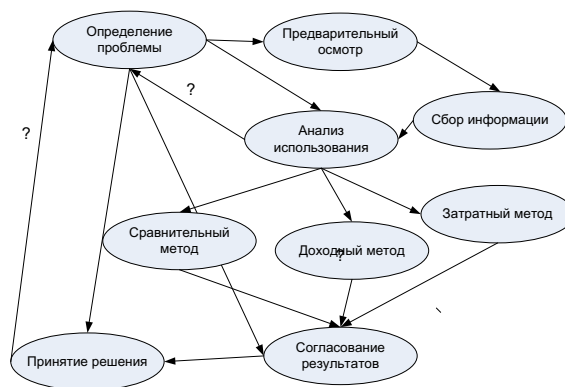 Определение
проблемы
Предварительный
осмотр
?
?
Сбор информации
Анализ
использования
Затратный метод
Сравнительный
метод
Доходный метод
?
Согласование
результатов
Принятие решения